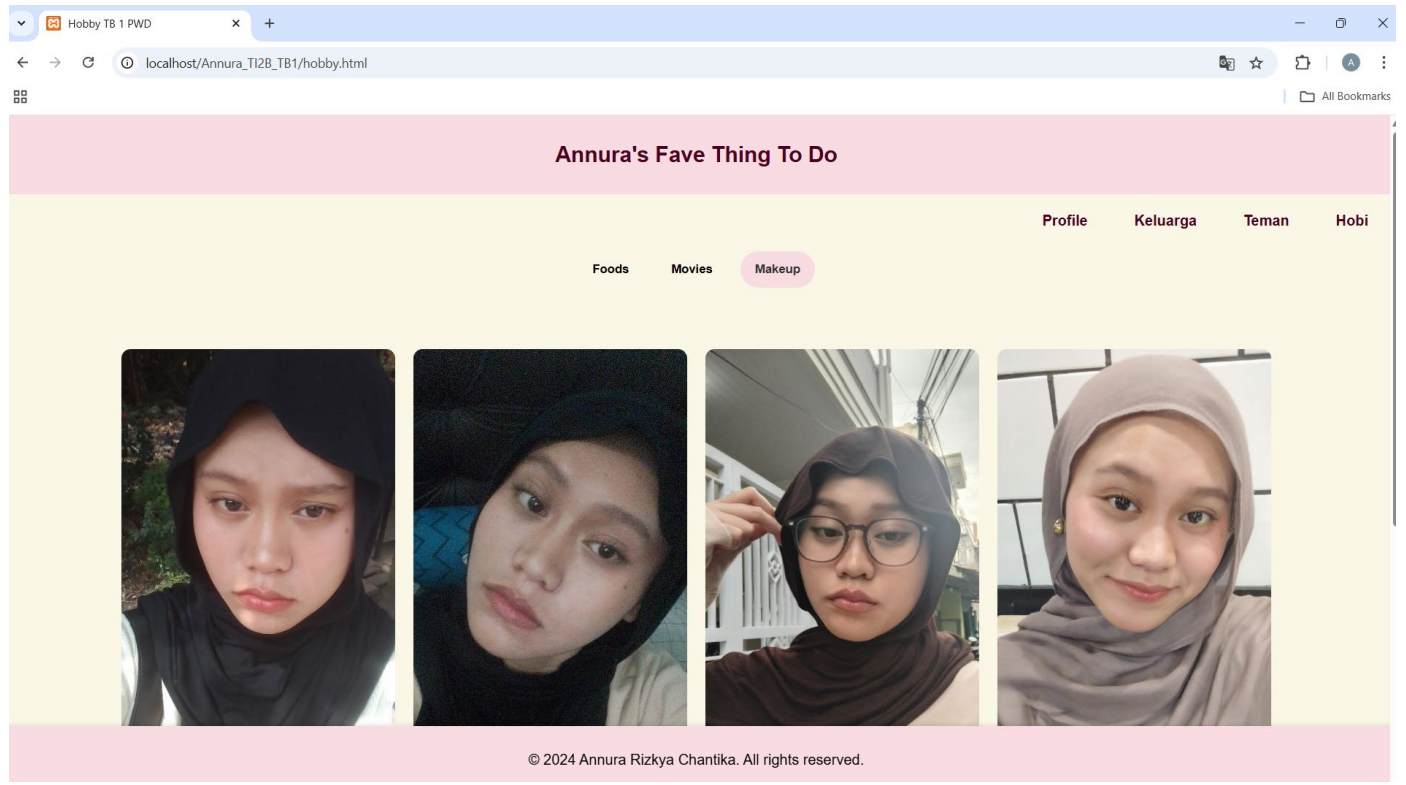 Hobby TB 1 PWD
localhost/Annura_TI2B_TB1/hobby.html
All Bookmarks
Annura's Fave Thing To Do
Profile Keluarga Teman Hobi
Foods Movies Makeup
© 2024 Annura Rizkya Chantika. All rights reserved.